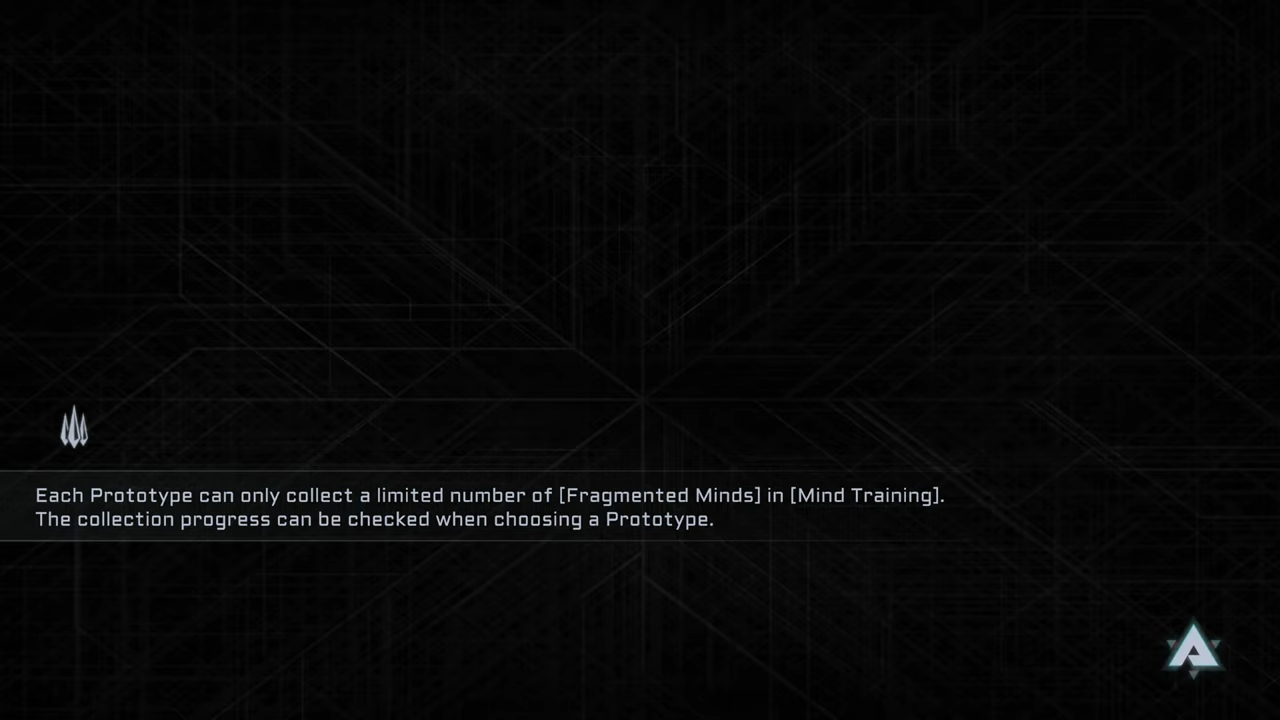 Each Prototype can only collect a limited number of [Fragmented Minds] in [Mind Training].
The collection progress can be checked when choosing a Prototype.